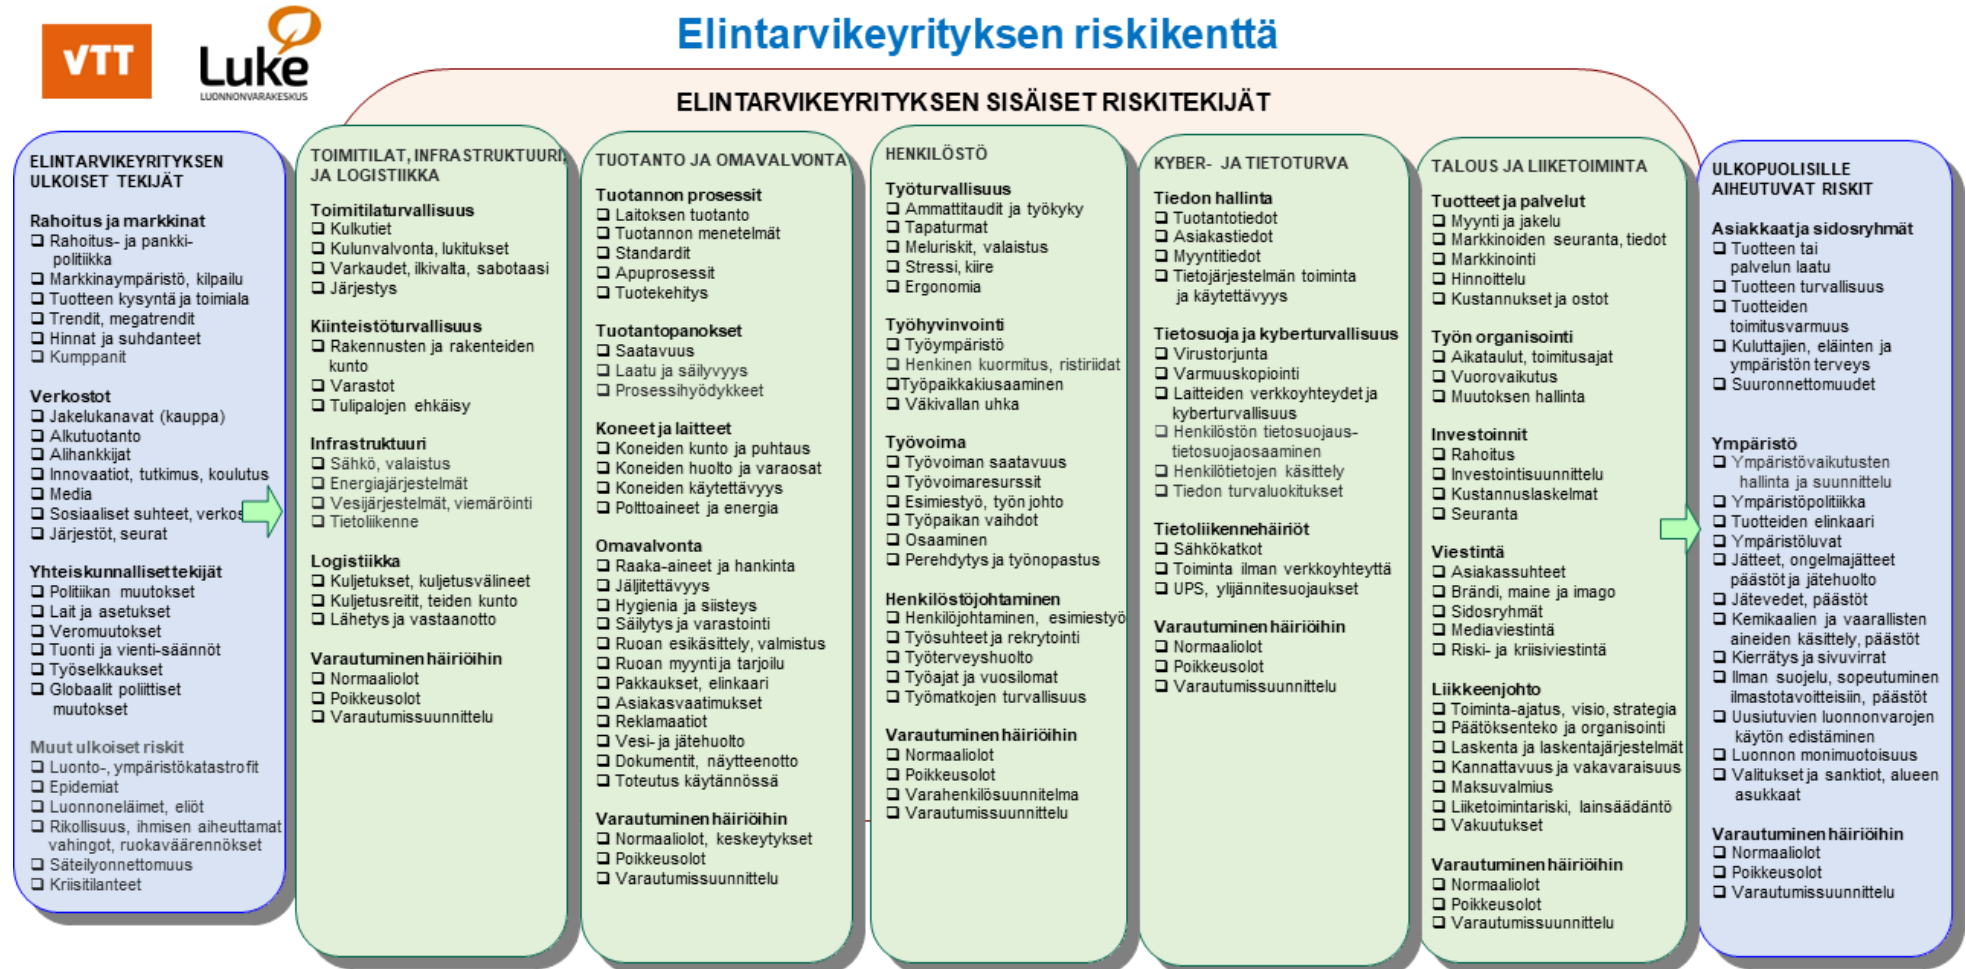 VTT
Luke
LUONNONVARAKESKUS
Elintarvikeyrityksen riskikenttä
ELINTARVIKEYRITYKSEN SISÄISET RISKITEKIJÄT
ELINTARVIKEYRITYKSEN
ULKOISET TEKIJÄT
Rahoitus ja markkinat
❑ Rahoitus- ja pankki-
politiikka
❑ Markkinaympäristö, kilpailu
❑ Tuotteen kysyntä ja toimiala
❑ Trendit, megatrendit
❑ Hinnat ja suhdanteet
❑ Kumppanit
Verkostot
❑ Jakelukanavat (kauppa)
❑ Alkutuotanto
❑ Alihankkijat
❑ Innovaatiot, tutkimus, koulutus
❑ Media
❑ Sosiaaliset suhteet, verkos
❑ Järjestöt, seurat
Yhteiskunnalliset tekijät
❑ Politiikan muutokset
❑ Lait ja asetukset
❑ Veromuutokset
❑ Tuonti ja vienti-säännöt
❑ Työselkkaukset
❑ Globaalit poliittiset
muutokset
Muut ulkoiset riskit
❑ Luonto-, ympäristökatastrofit
❑ Epidemiat
❑ Luonnoneläimet, eliöt
❑ Rikollisuus, ihmisen aiheuttamat
vahingot, ruokaväärennökset
❑ Säteilyonnettomuus
❑ Kriisitilanteet
TOIMITILAT, INFRASTRUKTUURI,
JA LOGISTIIKKA
Toimitilaturvallisuus
❑ Kulkutiet
❑ Kulunvalvonta, lukitukset
❑ Varkaudet, ilkivalta, sabotaasi
❑ Järjestys
Kiinteistöturvallisuus
❑ Rakennusten ja rakenteiden
kunto
❑ Varastot
❑ Tulipalojen ehkäisy
Infrastruktuuri
❑ Sähkö, valaistus
❑ Energiajärjestelmät
❑ Vesijärjestelmät, viemäröinti
❑ Tietoliikenne
Logistiikka
❑ Kuljetukset, kuljetusvälineet
❑ Kuljetusreitit, teiden kunto
❑ Lähetys ja vastaanotto
Varautuminen häiriöihin
❑ Normaaliolot
❑ Poikkeusolot
❑ Varautumissuunnittelu
TUOTANTO JA OMAVALVONTA
Tuotannon prosessit
❑ Laitoksen tuotanto
❑ Tuotannon menetelmät
❑ Standardit
❑ Apuprosessit
❑ Tuotekehitys
Tuotantopanokset
❑ Saatavuus
❑ Laatu ja säilyvyys
❑ Prosessihyödykkeet
Koneet ja laitteet
❑ Koneiden kunto ja puhtaus
❑ Koneiden huolto ja varaosat
❑ Koneiden käytettävyys
❑ Polttoaineet ja energia
Omavalvonta
❑ Raaka-aineet ja hankinta
❑ Jäljitettävyys
❑ Hygienia ja siisteys
❑ Säilytys ja varastointi
❑ Ruoan esikäsittely, valmistus
❑ Ruoan myynti ja tarjoilu
❑ Pakkaukset, elinkaari
❑ Asiakasvaatimukset
❑ Reklamaatiot
❑ Vesi- ja jätehuolto
❑ Dokumentit, näytteenotto
❑ Toteutus käytännössä
Varautuminen häiriöihin
❑ Normaaliolot, keskeytykset
❑ Poikkeusolot
❑ Varautumissuunnittelu
HENKILÖSTÖ
Työturvallisuus
❑ Ammattitaudit ja työkyky
❑ Tapaturmat
❑ Meluriskit, valaistus
❑ Stressi, kiire
❑ Ergonomia
Työhyvinvointi
❑ Työympäristö
❑ Henkinen kuormitus, ristiriidat
❑Työpaikkakiusaaminen
❑ Väkivallan uhka
Työvoima
❑ Työvoiman saatavuus
❑ Työvoimaresurssit
❑ Esimiestyö, työn johto
❑ Työpaikan vaihdot
❑ Osaaminen
❑ Perehdytys ja työnopastus
Henkilöstöjohtaminen
❑ Henkilöjohtaminen, esimiestyö
❑ Työsuhteet ja rekrytointi
❑ Työterveyshuolto
❑ Työajat ja vuosilomat
❑ Työmatkojen turvallisuus
Varautuminen häiriöihin
❑ Normaaliolot
❑ Poikkeusolot
❑ Varahenkilösuunnitelma
❑ Varautumissuunnittelu
KYBER- JA TIETOTURVA
Tiedon hallinta
❑ Tuotantotiedot
❑ Asiakastiedot
❑ Myyntitiedot
❑ Tietojärjestelmän toiminta
ja käytettävyys
Tietosuoja ja kyberturvallisuus
❑ Virustorjunta
❑ Varmuuskopiointi
❑ Laitteiden verkkoyhteydet ja
kyberturvallisuus
❑ Henkilöstön tietosuojaus-
tietosuojaosaaminen
❑ Henkilötietojen käsittely
❑ Tiedon turvaluokitukset
Tietoliikennehäiriöt
❑ Sähkökatkot
❑ Toiminta ilman verkkoyhteyttä
❑ UPS, ylijännitesuojaukset
Varautuminen häiriöihin
❑ Normaaliolot
❑ Poikkeusolot
❑ Varautumissuunnittelu
TALOUS JA LIIKETOIMINTA
Tuotteet ja palvelut
❑ Myynti ja jakelu
❑ Markkinoiden seuranta, tiedot
❑ Markkinointi
❑ Hinnoittelu
❑ Kustannukset ja ostot
Työn organisointi
❑ Aikataulut, toimitusajat
❑ Vuorovaikutus
❑ Muutoksen hallinta
Investoinnit
❑ Rahoitus
❑ Investointisuunnittelu
❑ Kustannuslaskelmat
❑ Seuranta
Viestintä
❑ Asiakassuhteet
❑ Brändi, maine ja imago
❑ Sidosryhmät
❑ Mediaviestintä
❑ Riski- ja kriisiviestintä
Liikkeenjohto
❑ Toiminta-ajatus, visio, strategia
❑ Päätöksenteko ja organisointi
❑ Laskenta ja laskentajärjestelmät
❑ Kannattavuus ja vakavaraisuus
❑ Maksuvalmius
❑ Liiketoimintariski, lainsäädäntö
❑ Vakuutukset
Varautuminen häiriöihin
❑ Normaaliolot
❑ Poikkeusolot
❑ Varautumissuunnittelu
ULKOPUOLISILLE
AIHEUTUVAT RISKIT
Asiakkaat ja sidosryhmät
❑ Tuotteen tai
palvelun laatu
❑ Tuotteen turvallisuus
❑ Tuotteiden
toimitusvarmuus
❑ Kuluttajien, eläinten ja
ympäristön terveys
❑ Suuronnettomuudet
Ympäristö
❑ Ympäristövaikutusten
hallinta ja suunnittelu
❑ Ympäristöpolitiikka
❑ Tuotteiden elinkaari
❑ Ympäristöluvat
❑ Jätteet, ongelmajätteet
päästöt ja jätehuolto
❑ Jätevedet, päästöt
❑ Kemikaalien ja vaarallisten
aineiden käsittely, päästöt
❑ Kierrätys ja sivuvirrat
❑ Ilman suojelu, sopeutuminen
ilmastotavoitteisiin, päästöt
❑ Uusiutuvien luonnonvarojen
käytön edistäminen
❑ Luonnon monimuotoisuus
❑ Valitukset ja sanktiot, alueen
asukkaat
Varautuminen häiriöihin
❑ Normaaliolot
❑ Poikkeusolot
❑ Varautumissuunnittelu